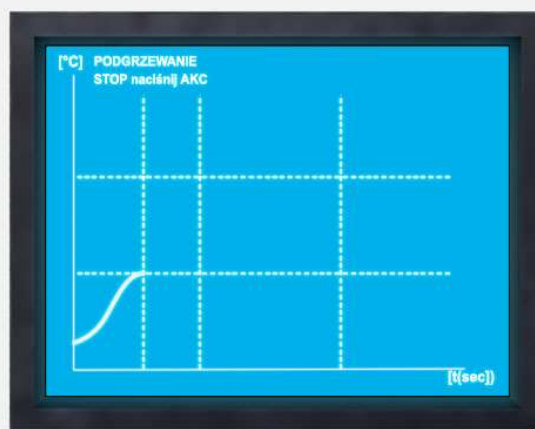 [°C] PODGRZEWANIE
STOP naciśnij AKC
[t(sec])